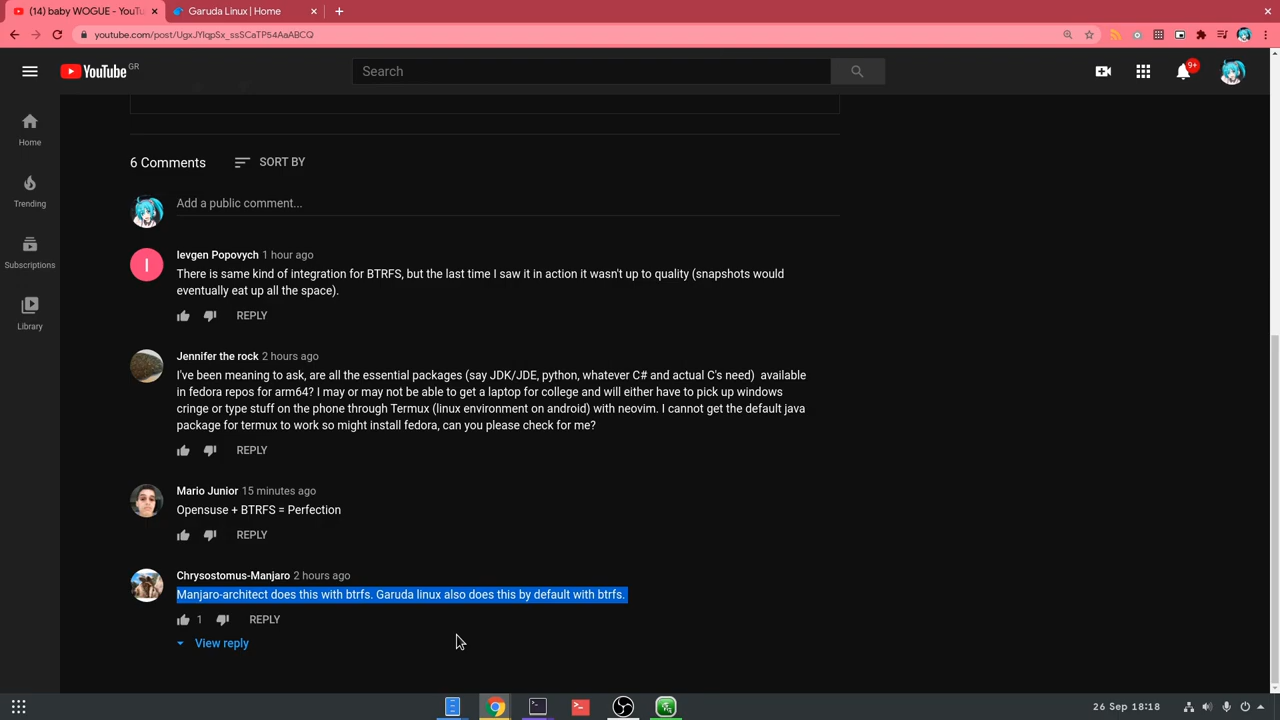 (14) baby WOGUE - YouTu
Garuda Linux | Home
youtube.com/post/UgxJYlqpSx_ssSCaTP54AaABCQ
YouTube GR
Search
9+
Home
Trending
Subscriptions
Library
6 Comments
SORT BY
Add a public comment...
I
Ievgen Popovych 1 hour ago
There is same kind of integration for BTRFS, but the last time I saw it in action it wasn't up to quality (snapshots would
eventually eat up all the space).
REPLY
Jennifer the rock 2 hours ago
I've been meaning to ask, are all the essential packages (say JDK/JDE, python, whatever C# and actual C's need) available
in fedora repos for arm64? I may or may not be able to get a laptop for college and will either have to pick up windows
cringe or type stuff on the phone through Termux (linux environment on android) with neovim. I cannot get the default java
package for termux to work so might install fedora, can you please check for me?
REPLY
Mario Junior 15 minutes ago
Opensuse + BTRFS = Perfection
REPLY
Chrysostomus-Manjaro 2 hours ago
Manjaro-architect does this with btrfs. Garuda linux also does this by default with btrfs.
1 REPLY
View reply
26 Sep 18:18